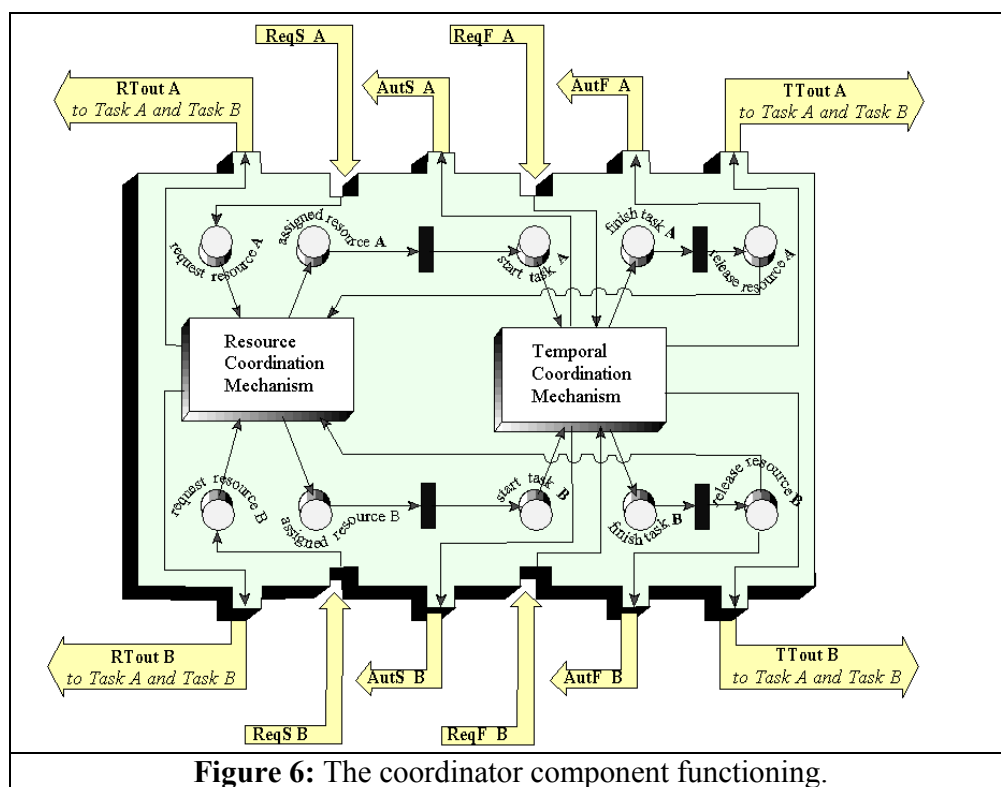 ReqS A
ReqF A
RTout A
to Task A and Task B
AutS A
AutF A
TTout A
to Task A and Task B
request resource A
assigned resource A
start task A
finish task A
release resource A
Resource
Coordination
Mechanism
Temporal
Coordination
Mechanism
request resource B
assigned resource B
start task B
finish task B
release resource B
RTout B
to Task A and Task B
AutS B
AutF B
TTout B
to Task A and Task B
ReqS B
ReqF B
Figure 6: The coordinator component functioning.